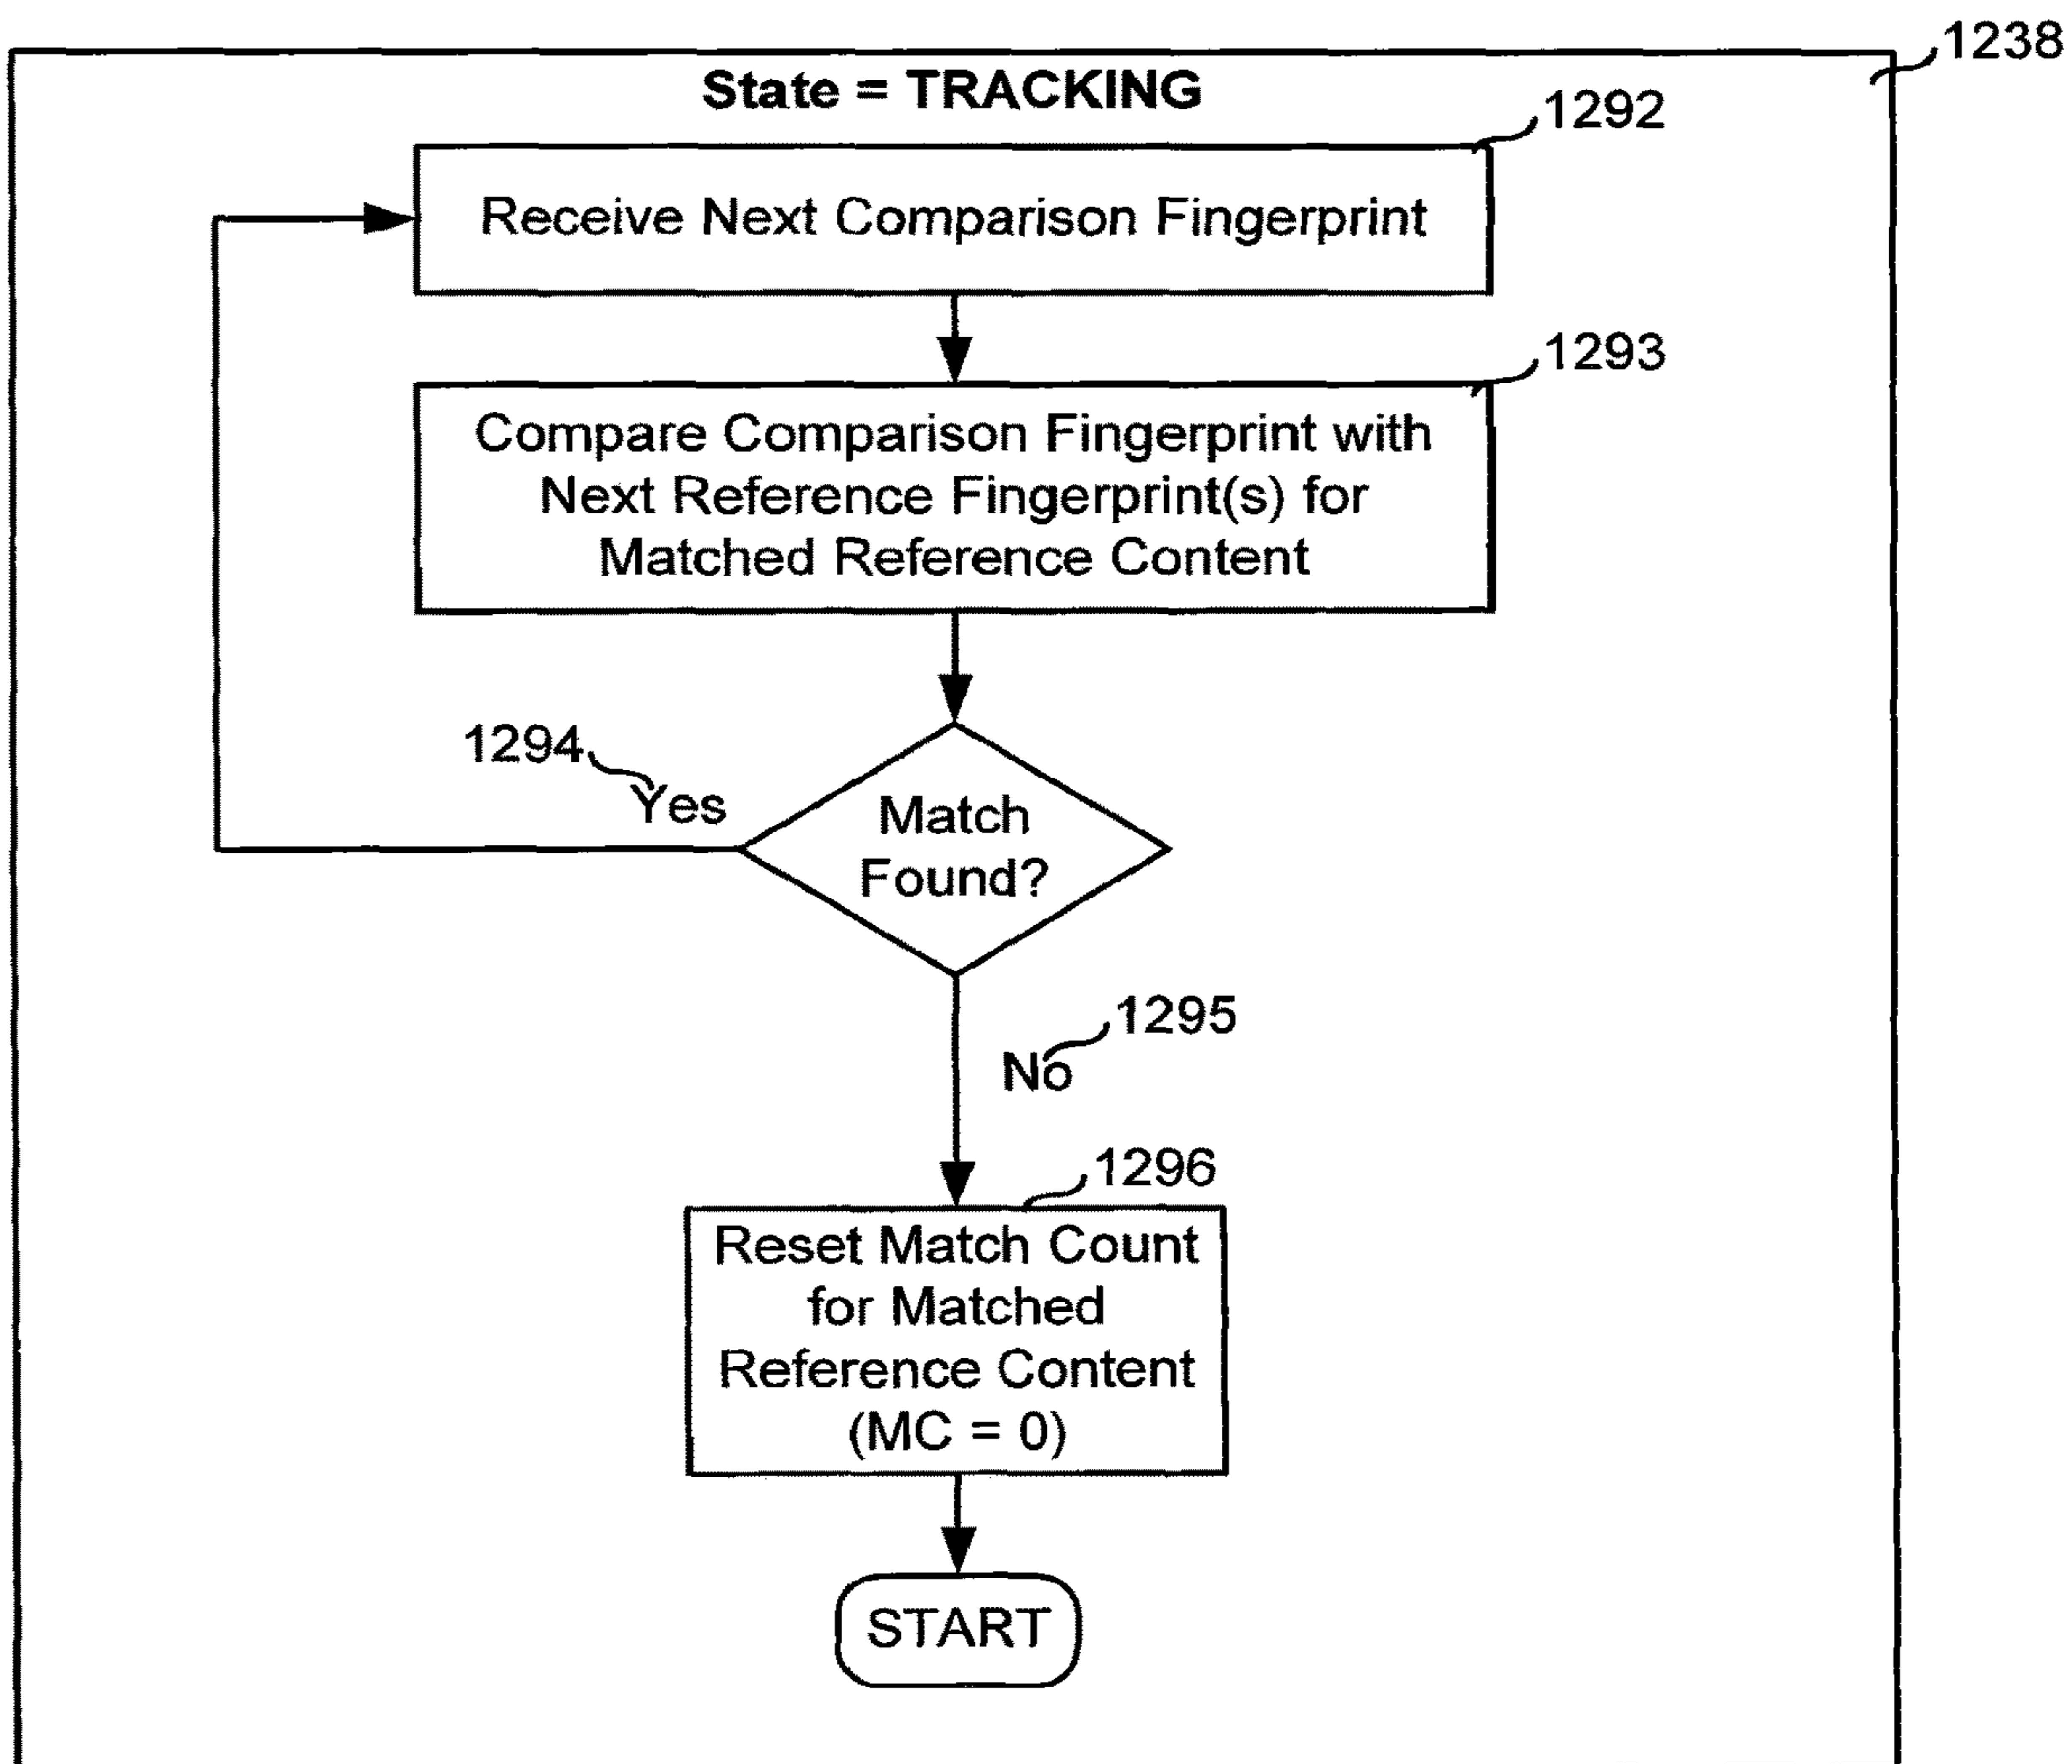 1238
State = TRACKING
1292
Receive Next Comparison Fingerprint
1293
Compare Comparison Fingerprint with
Next Reference Fingerprint(s) for
Matched Reference Content
1294
Yes
Match
Found?
1295
No
1296
Reset Match Count
for Matched
Reference Content
(MC = 0)
START